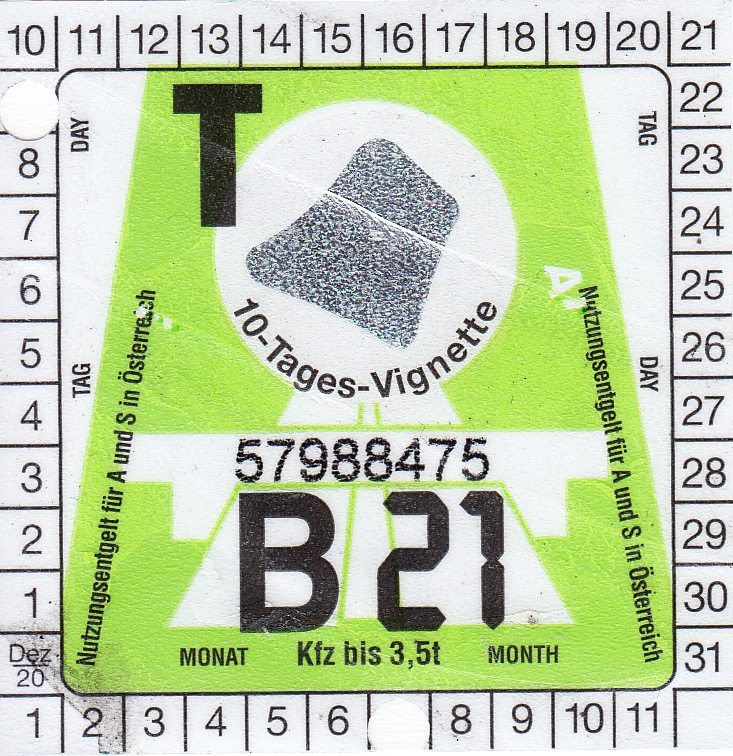 10 11 12 13 14 15 16 17 18 19 20 21
22
8 23
7 24
6 25
5 26
4 27
3 28
2 29
1 30
Dez
20
31
1 2 3 4 5 6 8 9 10 11
DAY
TAG
T
10-Tages-Vignette
TAG
DAY
Nutzungsentgelt für A und S in Österreich
Nutzungsentgelt für A und S in Österreich
57988475
B 21
MONAT Kfz bis 3,5t MONTH